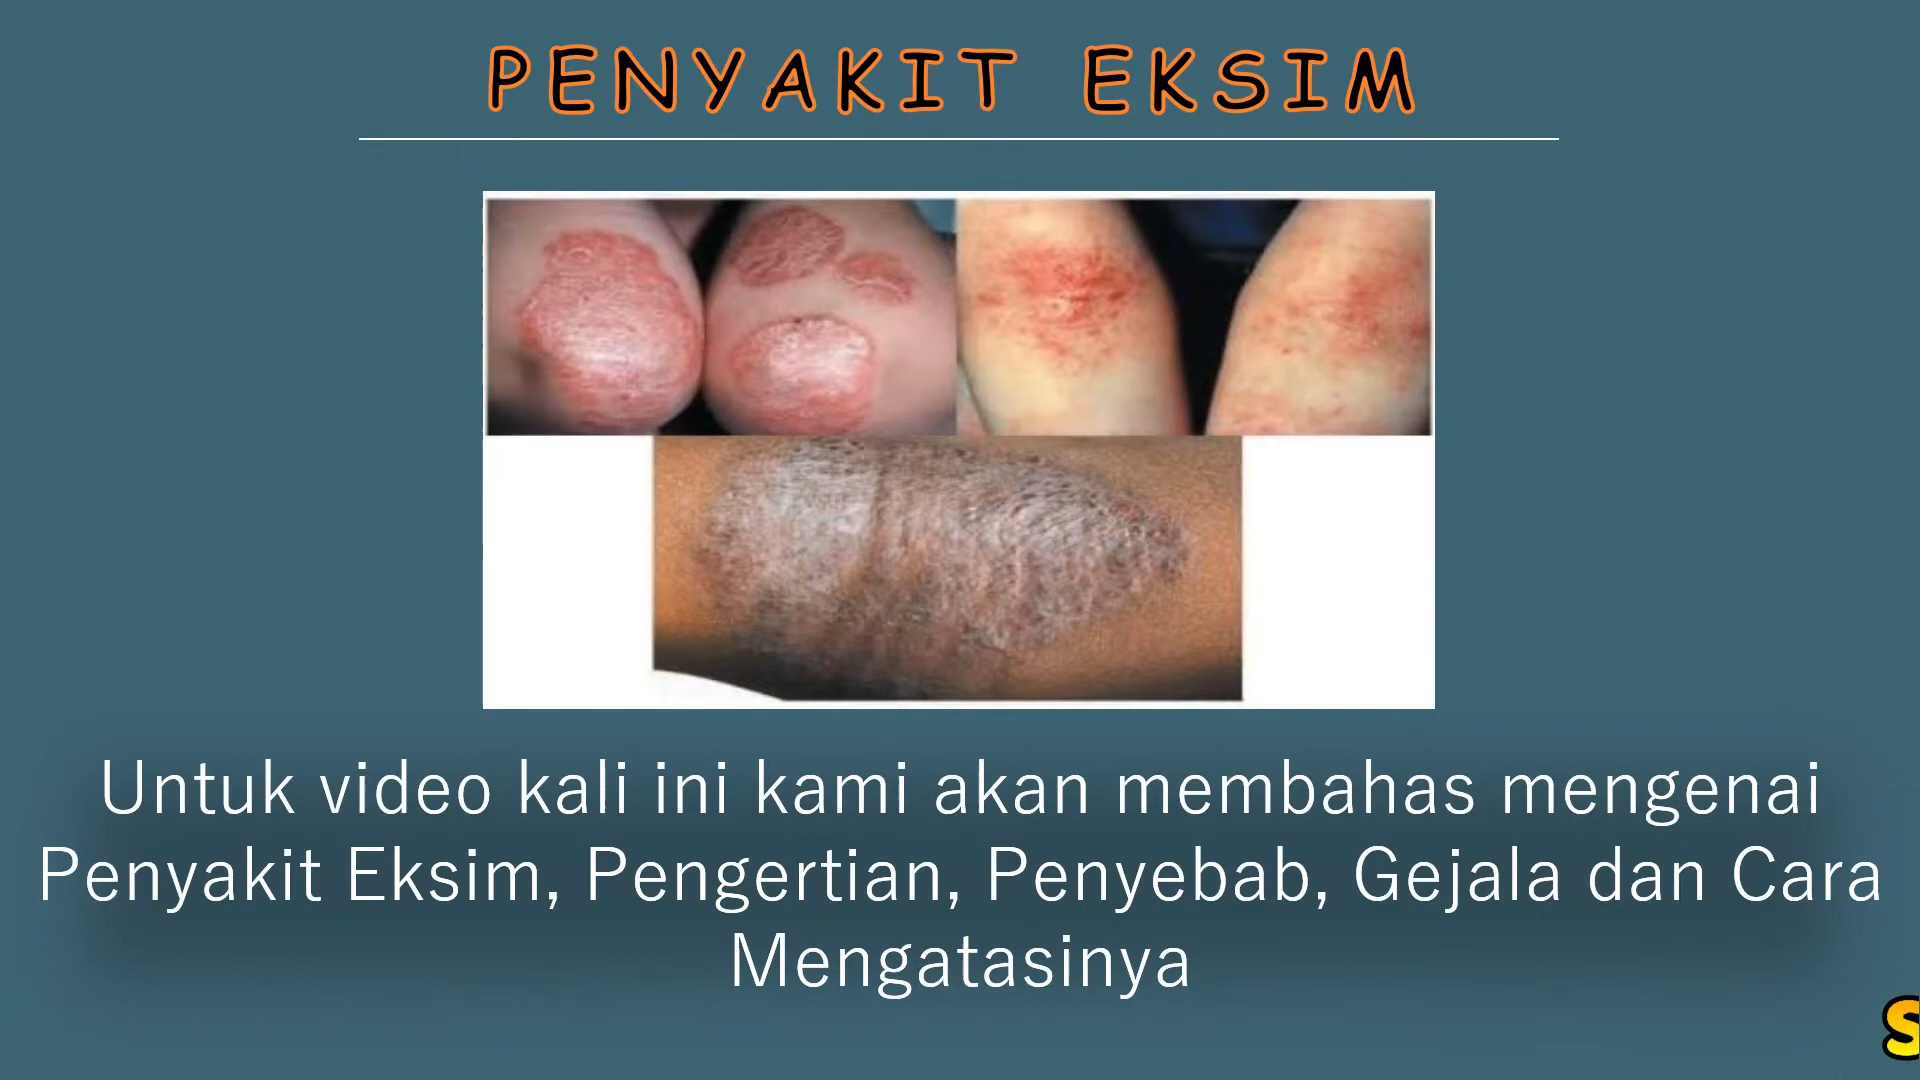 PENYAKIT EKSIM
Untuk video kali ini kami akan membahas mengenai
Penyakit Eksim, Pengertian, Penyebab, Gejala dan Cara
Mengatasinya
S